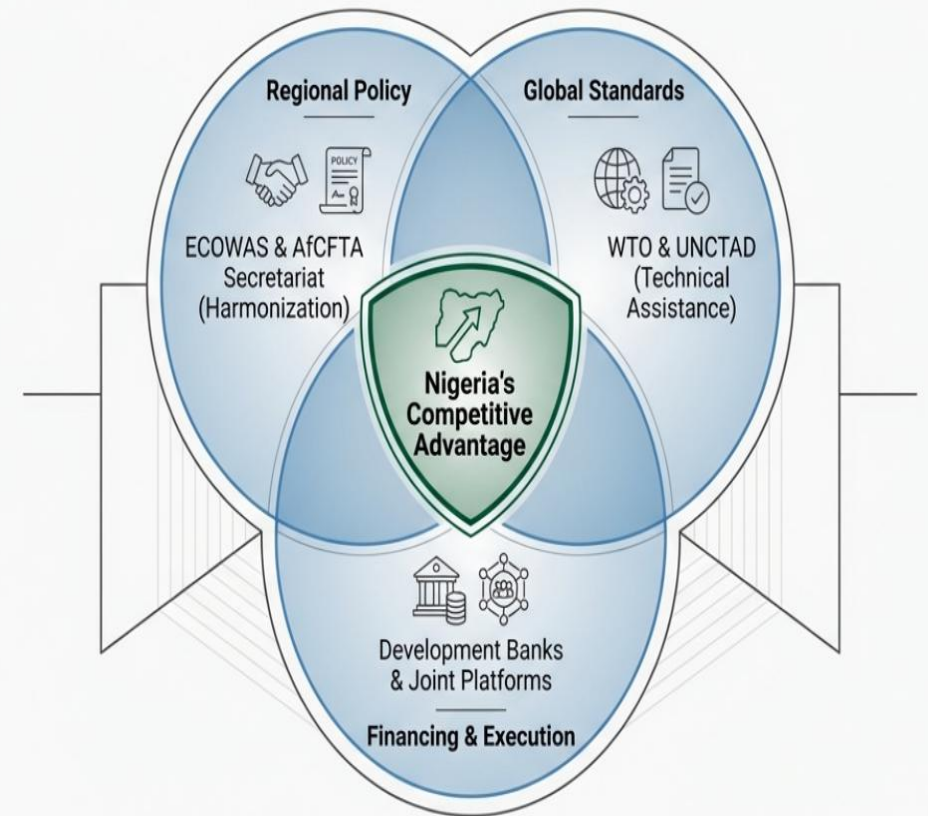 Regional Policy
POLICY
ECOWAS & AfCFTA
Secretariat
(Harmonization)
Global Standards
WTO & UNCTAD
(Technical
Assistance)
Nigeria's
Competitive
Advantage
Development Banks
& Joint Platforms
Financing & Execution